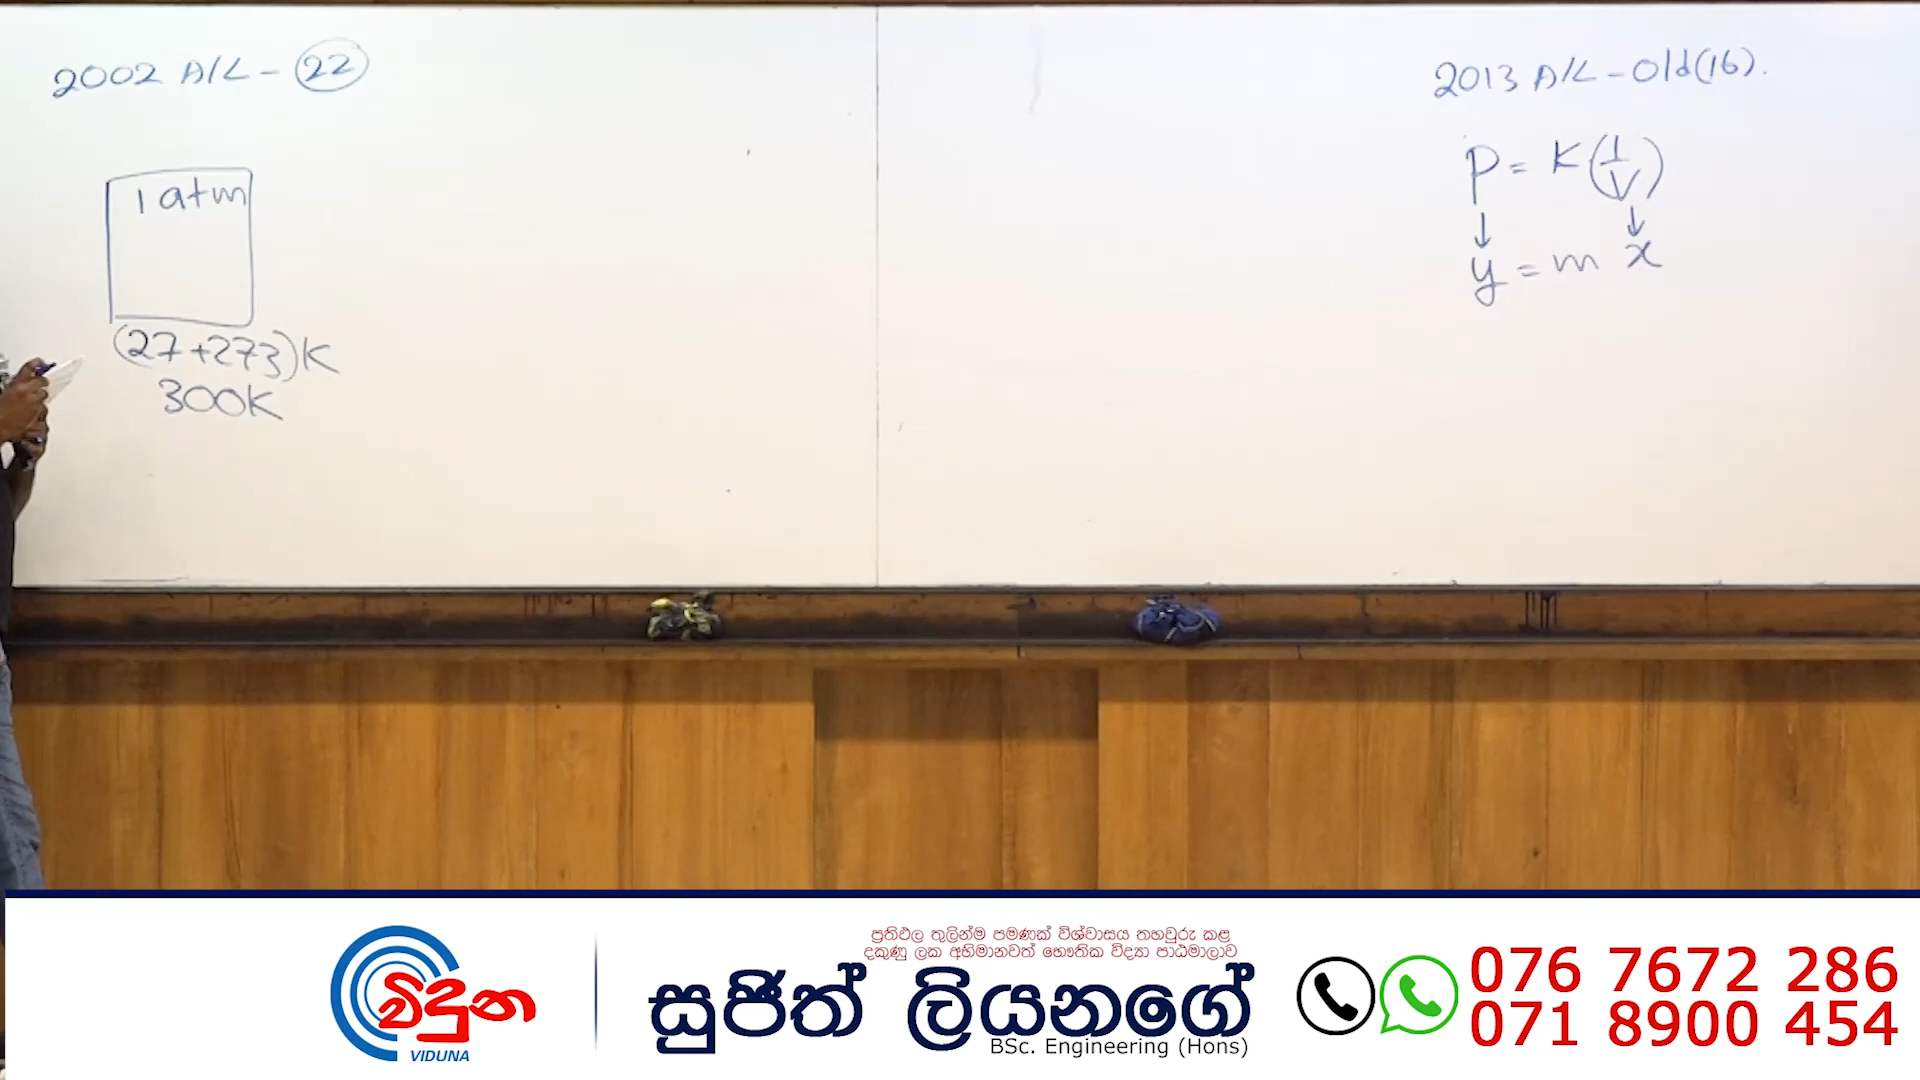 2002 A/L - 22
1 atm
(27+273)K
300K
2013 A/L - Old(16).
P = K(1/V)
↓ ↓
y = m x
විදුන
VIDUNA
ප්‍රතිඵල තුලින්ම පමණක් විශ්වාසය තහවුරු කළ
දකුණු ලක අභිමානවත් භෞතික විද්‍යා පාඨමාලාව
සුජිත් ලියනගේ
BSc. Engineering (Hons)
076 7672 286
071 8900 454